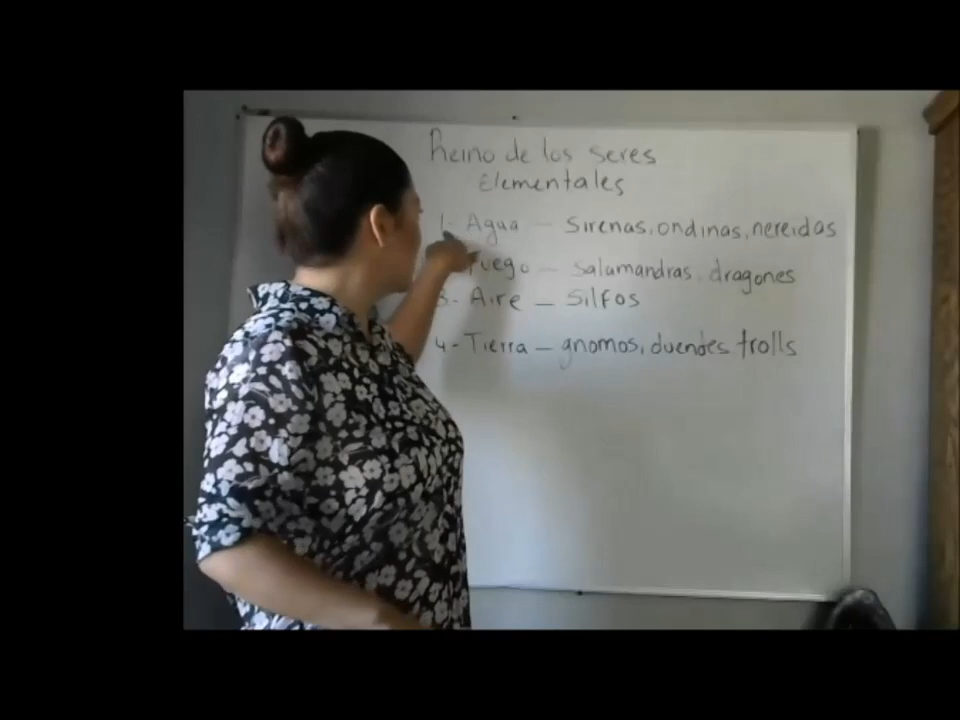 Reino de los seres
Elementales
1- Agua - Sirenas, ondinas, nereidas
Fuego - Salamandras, dragones
3- Aire - Silfos
4- Tierra - gnomos, duendes trolls